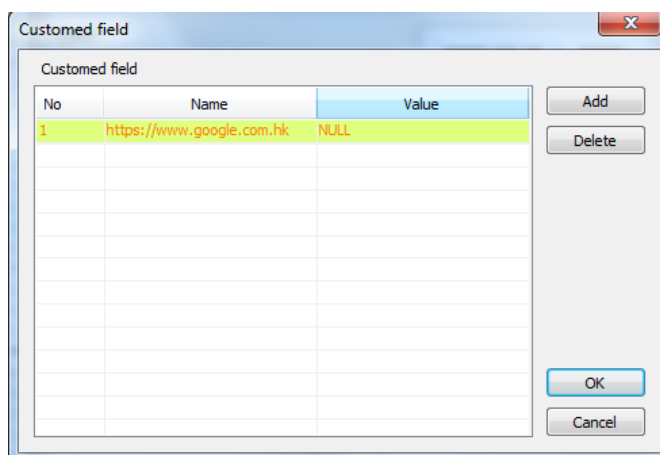 Customed field
Customed field
No Name Value
1 https://www.google.com.hk NULL
Add
Delete
OK
Cancel